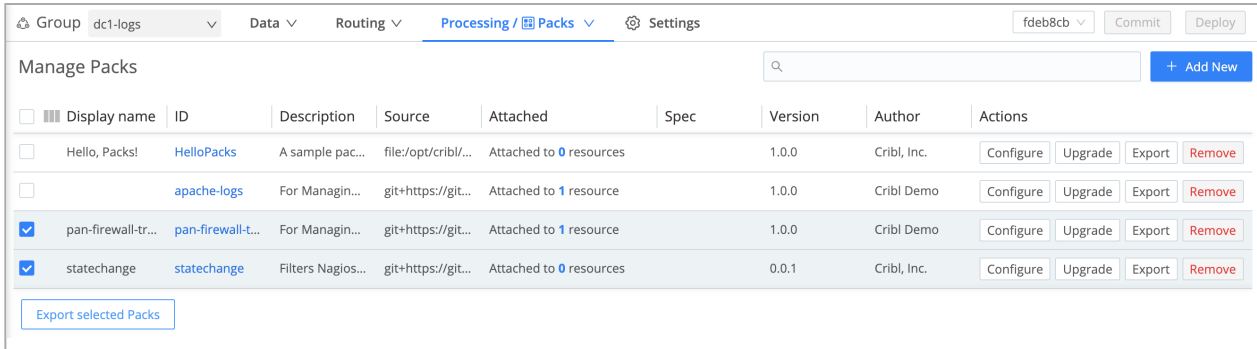 Group dc1-logs Data Routing Processing / Packs Settings fdeb8cb Commit Deploy
Manage Packs + Add New
Display name ID Description Source Attached Spec Version Author Actions
Hello, Packs! HelloPacks A sample pac... file:/opt/cribl/... Attached to 0 resources 1.0.0 Cribl, Inc. Configure Upgrade Export Remove
apache-logs For Managin... git+https://git... Attached to 1 resource 1.0.0 Cribl Demo Configure Upgrade Export Remove
pan-firewall-tr... pan-firewall-t... For Managin... git+https://git... Attached to 1 resource 1.0.0 Cribl Demo Configure Upgrade Export Remove
statechange statechange Filters Nagios... git+https://git... Attached to 0 resources 0.0.1 Cribl, Inc. Configure Upgrade Export Remove
Export selected Packs